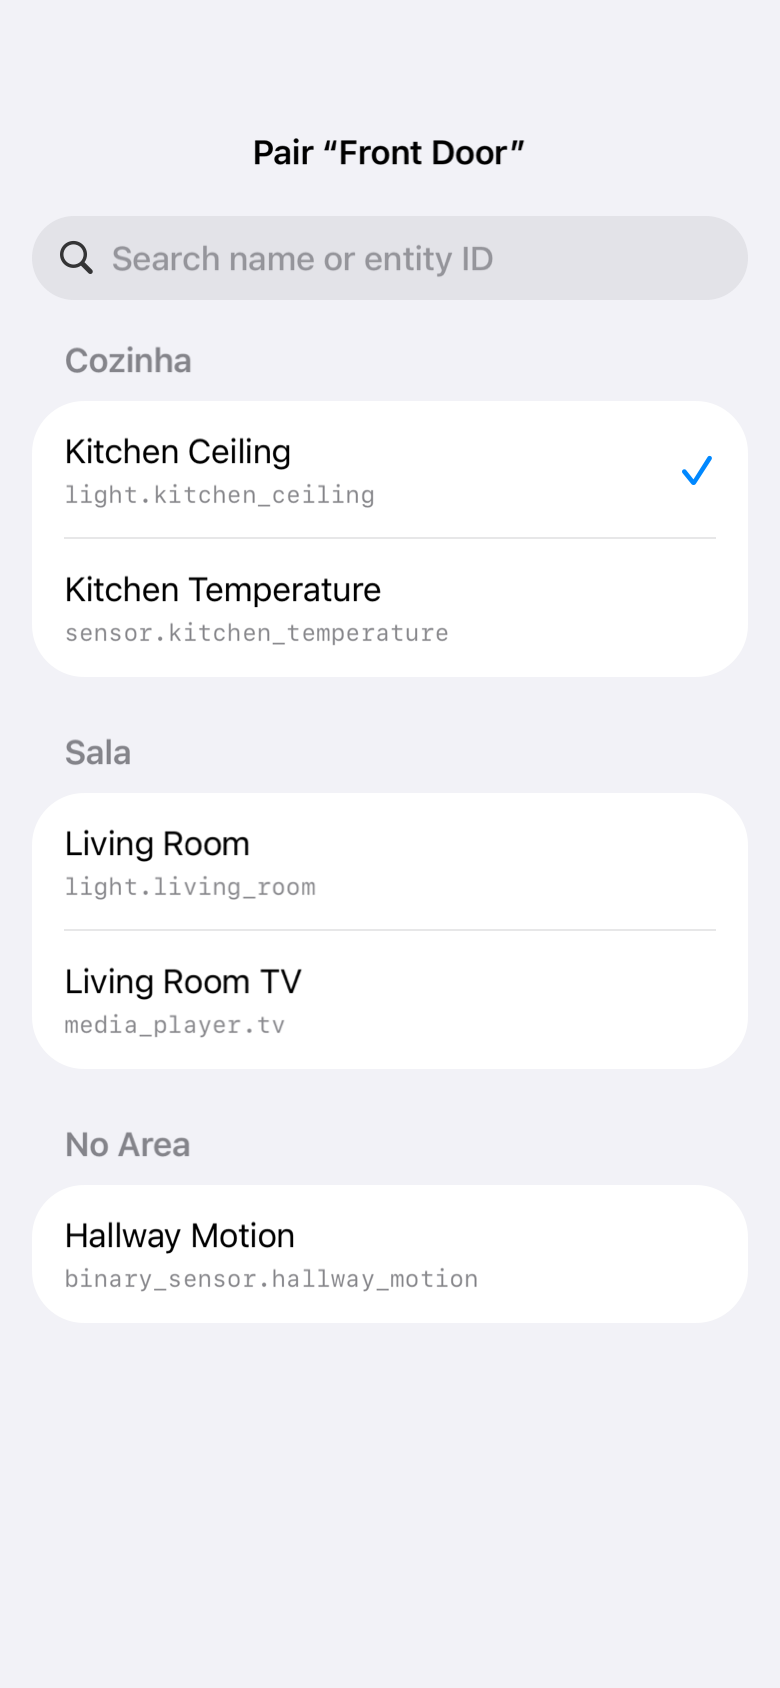 Pair “Front Door”
Search name or entity ID
Cozinha
Kitchen Ceiling
light.kitchen_ceiling
Kitchen Temperature
sensor.kitchen_temperature
Sala
Living Room
light.living_room
Living Room TV
media_player.tv
No Area
Hallway Motion
binary_sensor.hallway_motion